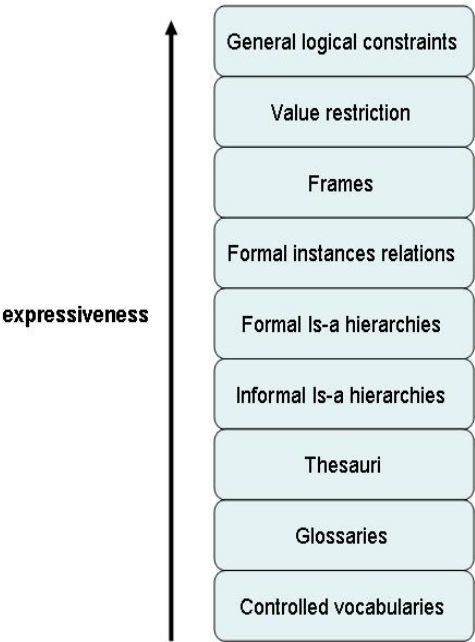 General logical constraints
Value restriction
Frames
Formal instances relations
expressiveness
Formal Is-a hierarchies
Informal Is-a hierarchies
Thesauri
Glossaries
Controlled vocabularies